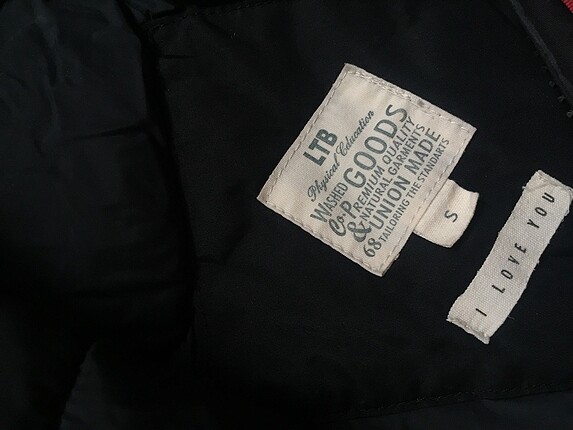 LTB
Physical Education
WASHED GOODS
Co-P. PREMIUM QUALITY
& NATURAL GARMENTS
UNION MADE
68 TAILORING THE STANDARTS
S
I LOVE YOU